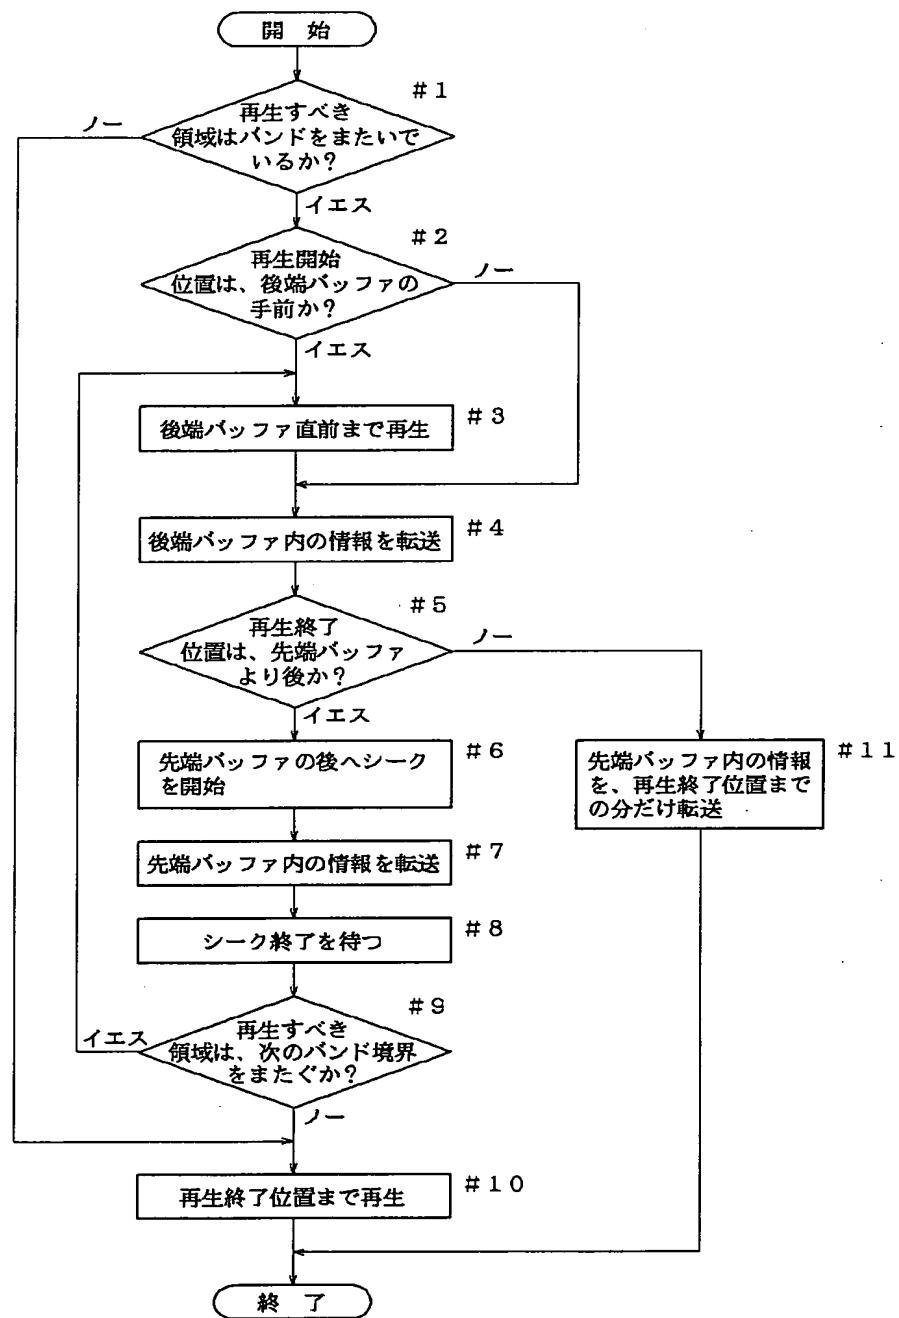 開 始
#1
再生すべき
領域はバンドをまたいで
いるか?
ノー
イエス
#2
再生開始
位置は、後端バッファの
手前か?
ノー
イエス
#3
後端バッファ直前まで再生
#4
後端バッファ内の情報を転送
#5
再生終了
位置は、先端バッファ
より後か?
ノー
イエス
#6
先端バッファの後へシーク
を開始
#11
先端バッファ内の情報
を、再生終了位置まで
の分だけ転送
#7
先端バッファ内の情報を転送
#8
シーク終了を待つ
#9
再生すべき
領域は、次のバンド境界
をまたぐか?
イエス
ノー
#10
再生終了位置まで再生
終 了